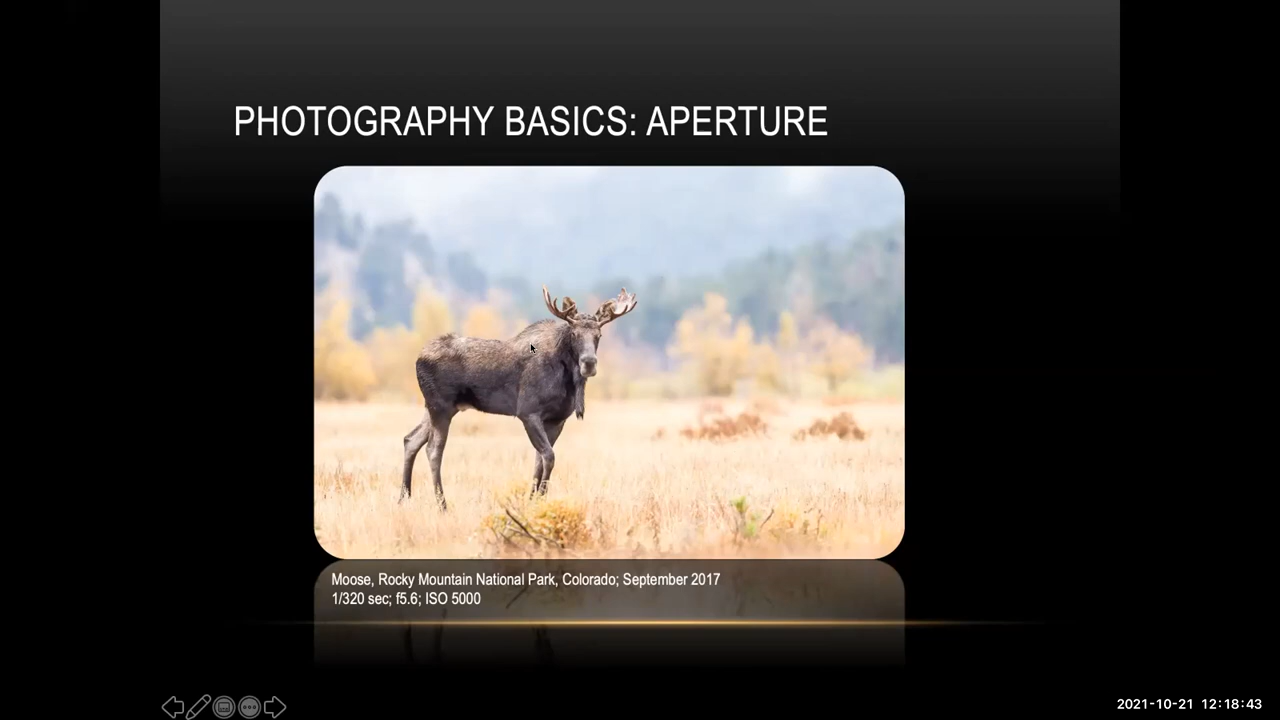 PHOTOGRAPHY BASICS: APERTURE
Moose, Rocky Mountain National Park, Colorado; September 2017
1/320 sec; f5.6; ISO 5000
2021-10-21 12:18:43